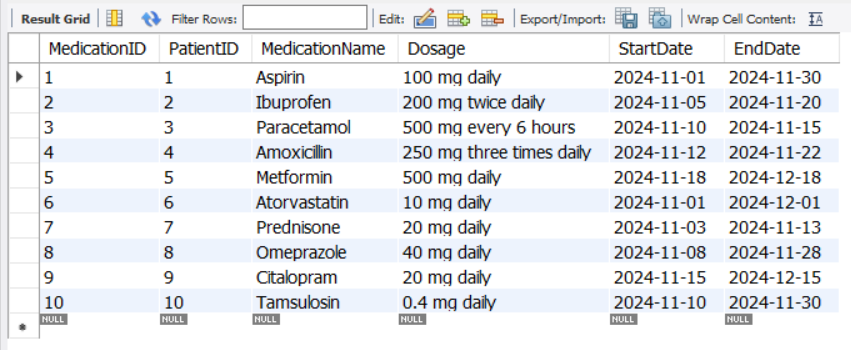 Result Grid Filter Rows: Edit: Export/Import: Wrap Cell Content: IA
MedicationID PatientID MedicationName Dosage StartDate EndDate
1 1 Aspirin 100 mg daily 2024-11-01 2024-11-30
2 2 Ibuprofen 200 mg twice daily 2024-11-05 2024-11-20
3 3 Paracetamol 500 mg every 6 hours 2024-11-10 2024-11-15
4 4 Amoxicillin 250 mg three times daily 2024-11-12 2024-11-22
5 5 Metformin 500 mg daily 2024-11-18 2024-12-18
6 6 Atorvastatin 10 mg daily 2024-11-01 2024-12-01
7 7 Prednisone 20 mg daily 2024-11-03 2024-11-13
8 8 Omeprazole 40 mg daily 2024-11-08 2024-11-28
9 9 Citalopram 20 mg daily 2024-11-15 2024-12-15
10 10 Tamsulosin 0.4 mg daily 2024-11-10 2024-11-30
NULL NULL NULL NULL NULL NULL